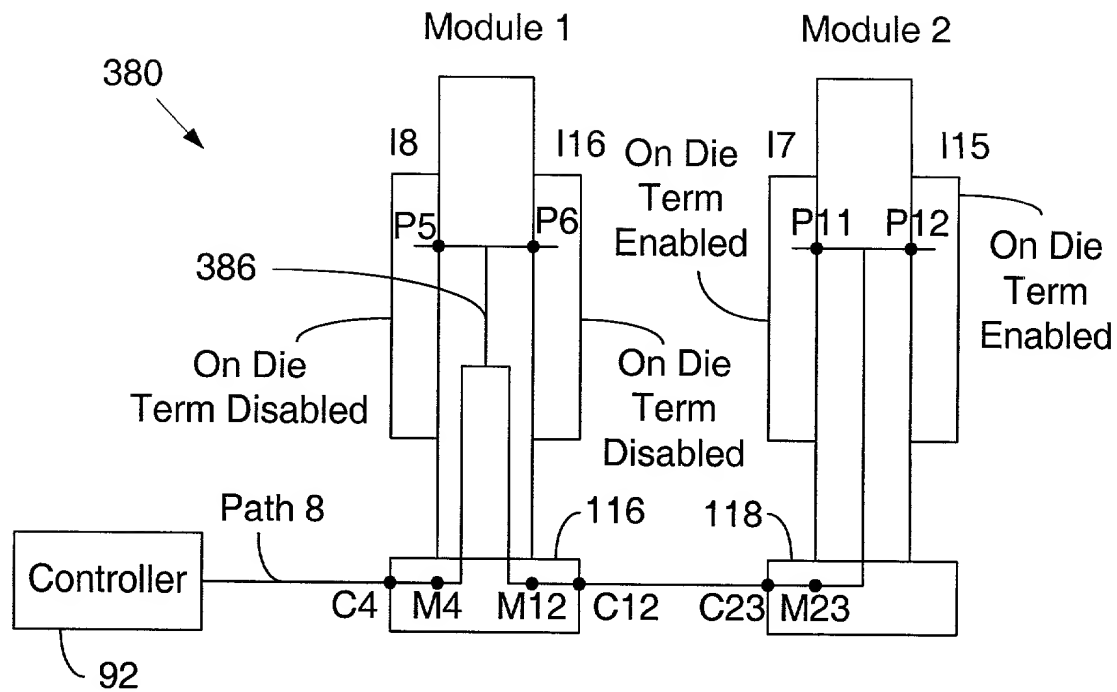 Module 1
Module 2
380
I8
I16
On Die
Term
Enabled
I7
I15
P5
P6
P11
P12
On Die
Term
Enabled
386
On Die
Term Disabled
On Die
Term
Disabled
Path 8
116
118
Controller
C4
M4
M12
C12
C23
M23
92